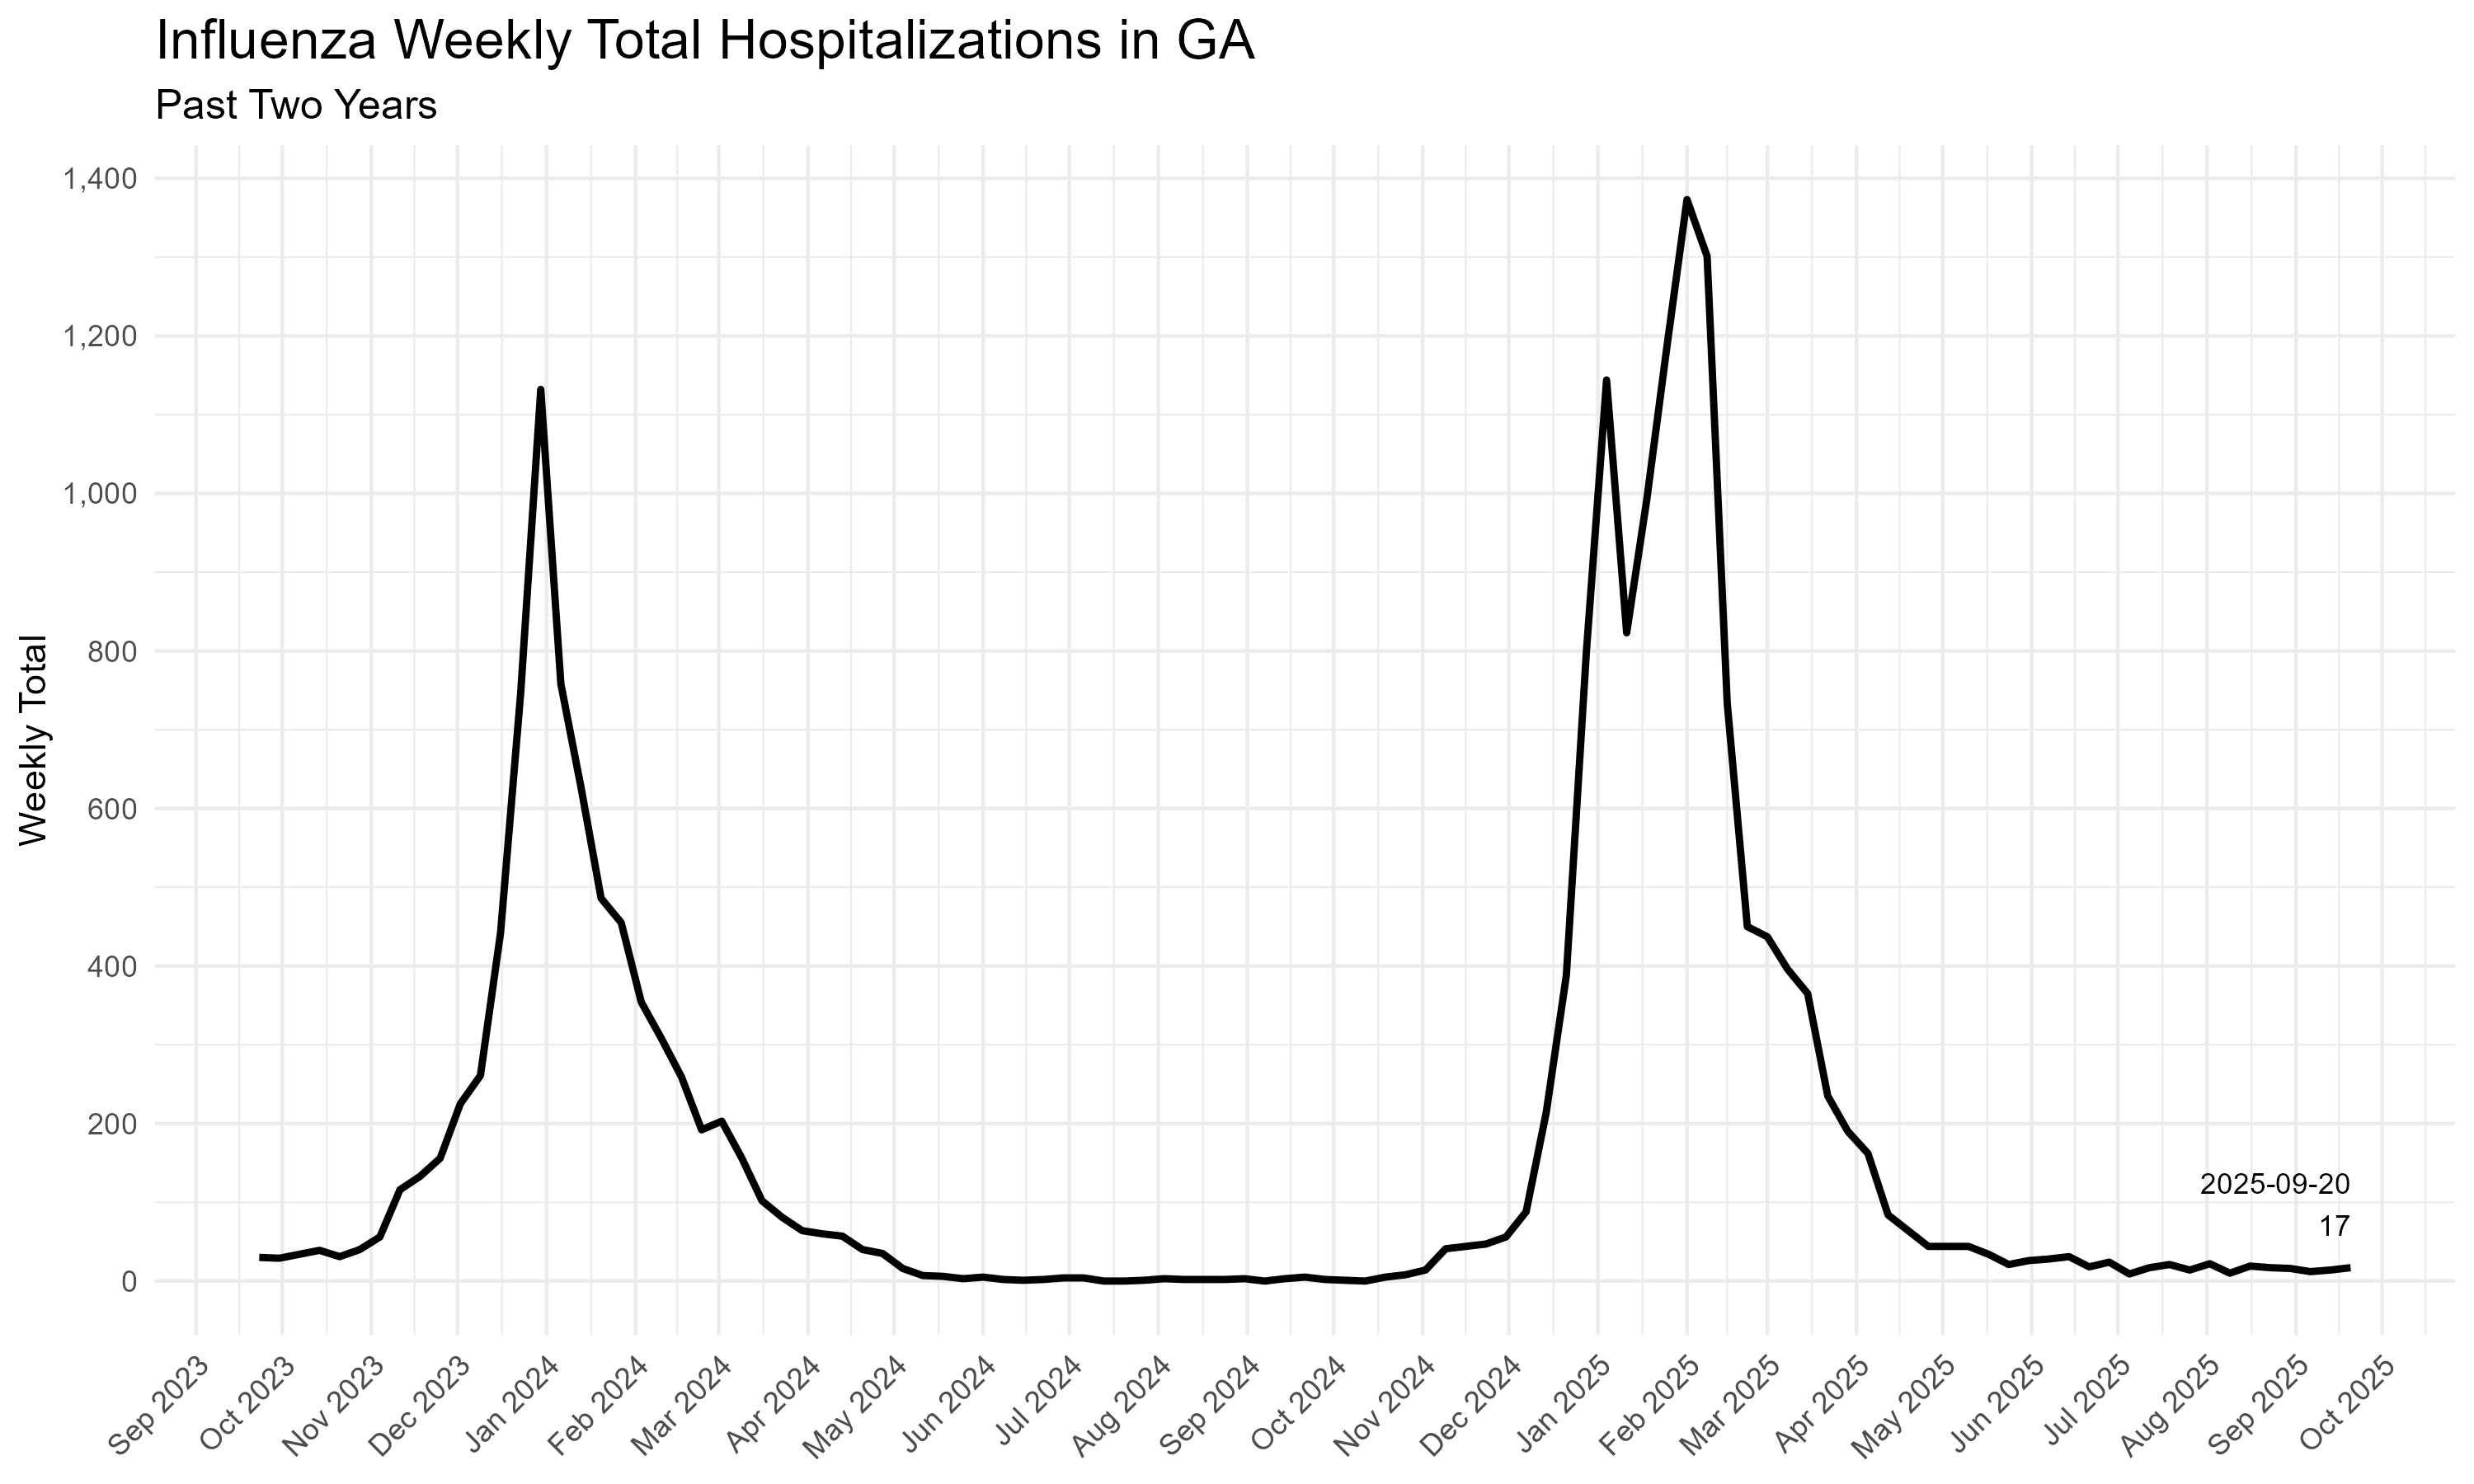 Influenza Weekly Total Hospitalizations in GA
Past Two Years
Weekly Total
1,400
1,200
1,000
800
600
400
200
0
2025-09-20
17
Sep 2023
Oct 2023
Nov 2023
Dec 2023
Jan 2024
Feb 2024
Mar 2024
Apr 2024
May 2024
Jun 2024
Jul 2024
Aug 2024
Sep 2024
Oct 2024
Nov 2024
Dec 2024
Jan 2025
Feb 2025
Mar 2025
Apr 2025
May 2025
Jun 2025
Jul 2025
Aug 2025
Sep 2025
Oct 2025